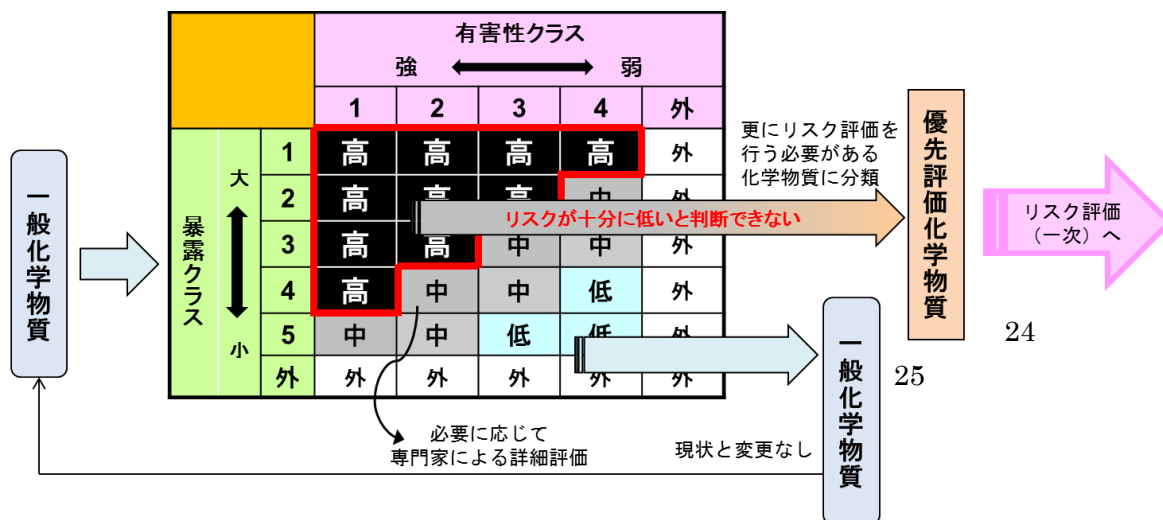 有害性クラス
強 弱
1 2 3 4 外
一般化学物質
暴露クラス
大
小
1 高 高 高 高 外
2 高 高 高 中 外
3 高 高 中 中 外
4 高 中 中 低 外
5 中 中 低 低 外
外 外 外 外 外 外
リスクが十分に低いと判断できない
更にリスク評価を
行う必要がある
化学物質に分類
優先評価化学物質
リスク評価
(一次)へ
24
一般化学物質
25
必要に応じて
専門家による詳細評価
現状と変更なし